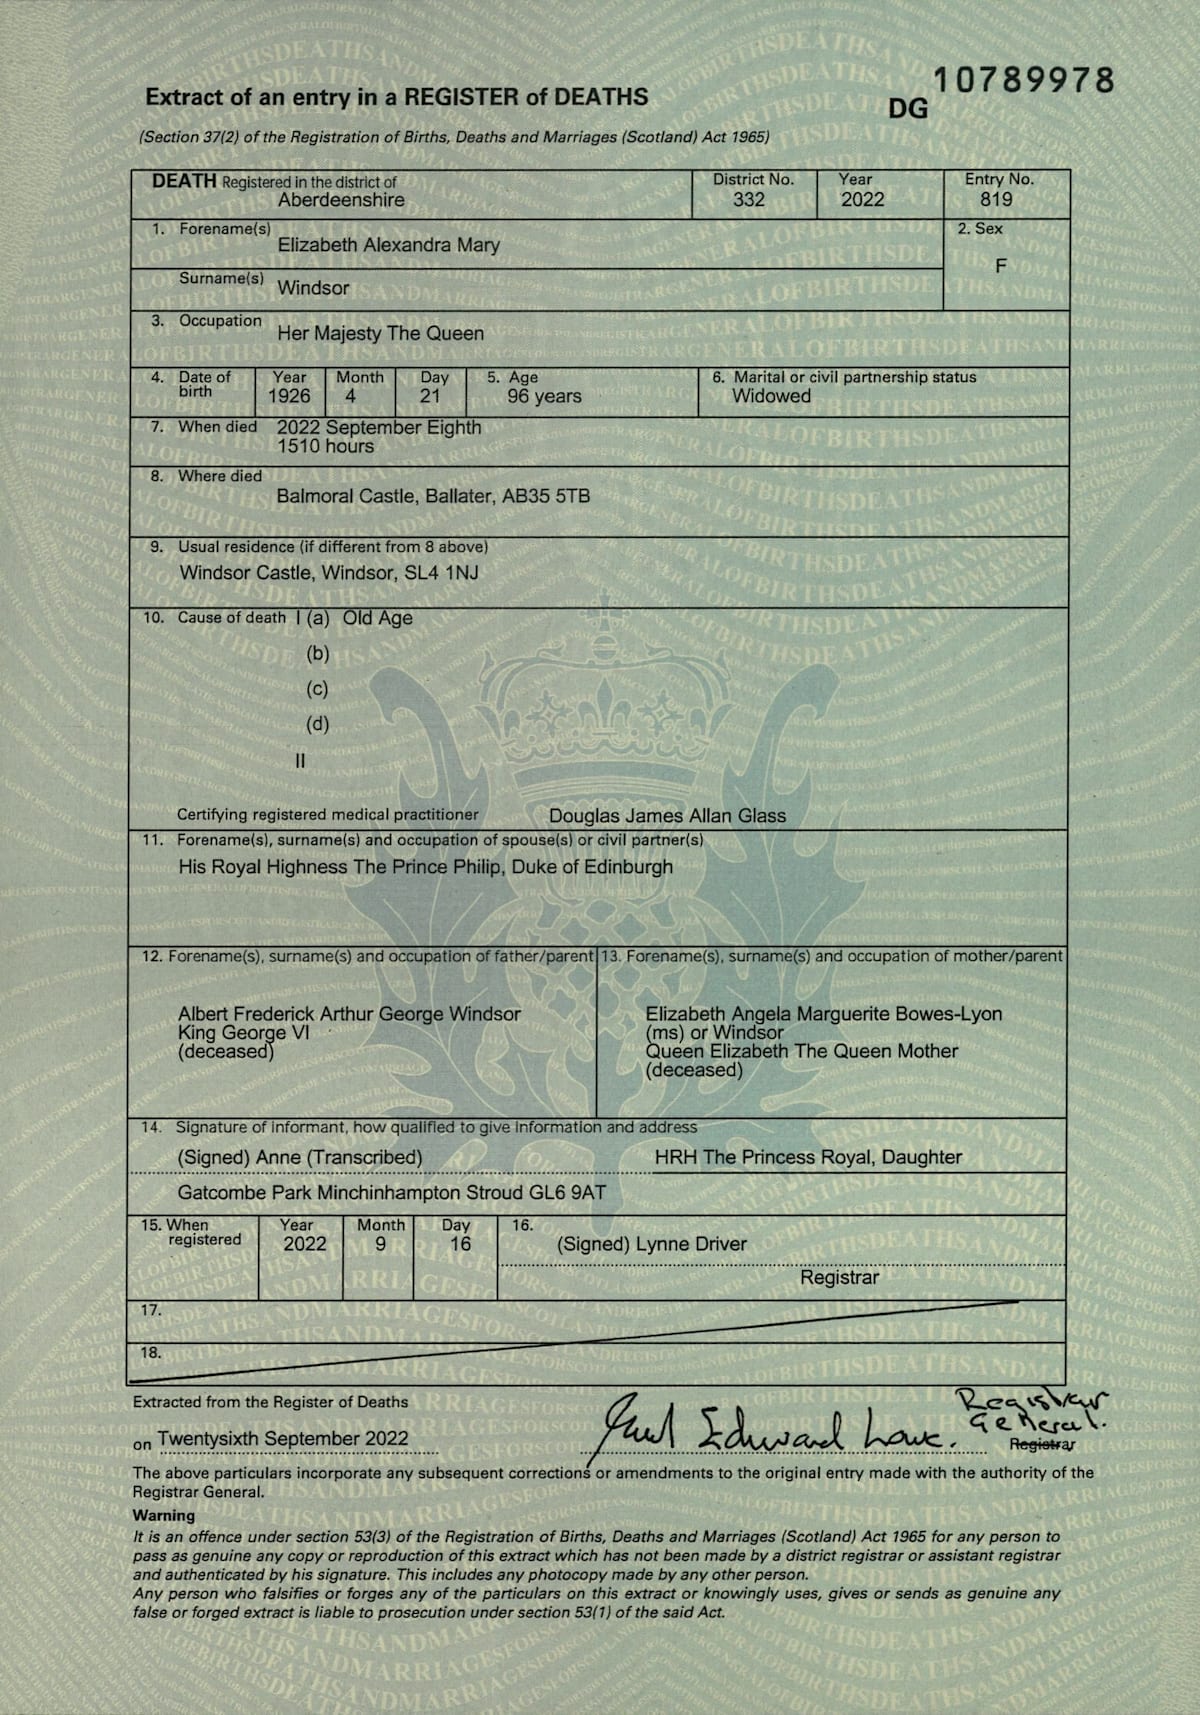 10789978
Extract of an entry in a REGISTER of DEATHS
DG
(Section 37(2) of the Registration of Births, Deaths and Marriages (Scotland) Act 1965)
DEATH Registered in the district of
Aberdeenshire
District No.
332
Year
2022
Entry No.
819
1. Forename(s)
Elizabeth Alexandra Mary
2. Sex
F
Surname(s)
Windsor
3. Occupation
Her Majesty The Queen
4. Date of
birth
Year
1926
Month
4
Day
21
5. Age
96 years
6. Marital or civil partnership status
Widowed
7. When died 2022 September Eighth
1510 hours
8. Where died
Balmoral Castle, Ballater, AB35 5TB
9. Usual residence (if different from 8 above)
Windsor Castle, Windsor, SL4 1NJ
10. Cause of death I (a) Old Age
(b)
(c)
(d)
II
Certifying registered medical practitioner Douglas James Allan Glass
11. Forename(s), surname(s) and occupation of spouse(s) or civil partner(s)
His Royal Highness The Prince Philip, Duke of Edinburgh
12. Forename(s), surname(s) and occupation of father/parent
Albert Frederick Arthur George Windsor
King George VI
(deceased)
13. Forename(s), surname(s) and occupation of mother/parent
Elizabeth Angela Marguerite Bowes-Lyon
(ms) or Windsor
Queen Elizabeth The Queen Mother
(deceased)
14. Signature of informant, how qualified to give information and address
(Signed) Anne (Transcribed) HRH The Princess Royal, Daughter
Gatcombe Park Minchinhampton Stroud GL6 9AT
15. When
registered
Year
2022
Month
9
Day
16
16.
(Signed) Lynne Driver
Registrar
17.
18.
Extracted from the Register of Deaths
on Twentysixth September 2022
Paul Edward Lowe.
Registrar
General.
Registrar
The above particulars incorporate any subsequent corrections or amendments to the original entry made with the authority of the
Registrar General.
Warning
It is an offence under section 53(3) of the Registration of Births, Deaths and Marriages (Scotland) Act 1965 for any person to
pass as genuine any copy or reproduction of this extract which has not been made by a district registrar or assistant registrar
and authenticated by his signature. This includes any photocopy made by any other person.
Any person who falsifies or forges any of the particulars on this extract or knowingly uses, gives or sends as genuine any
false or forged extract is liable to prosecution under section 53(1) of the said Act.